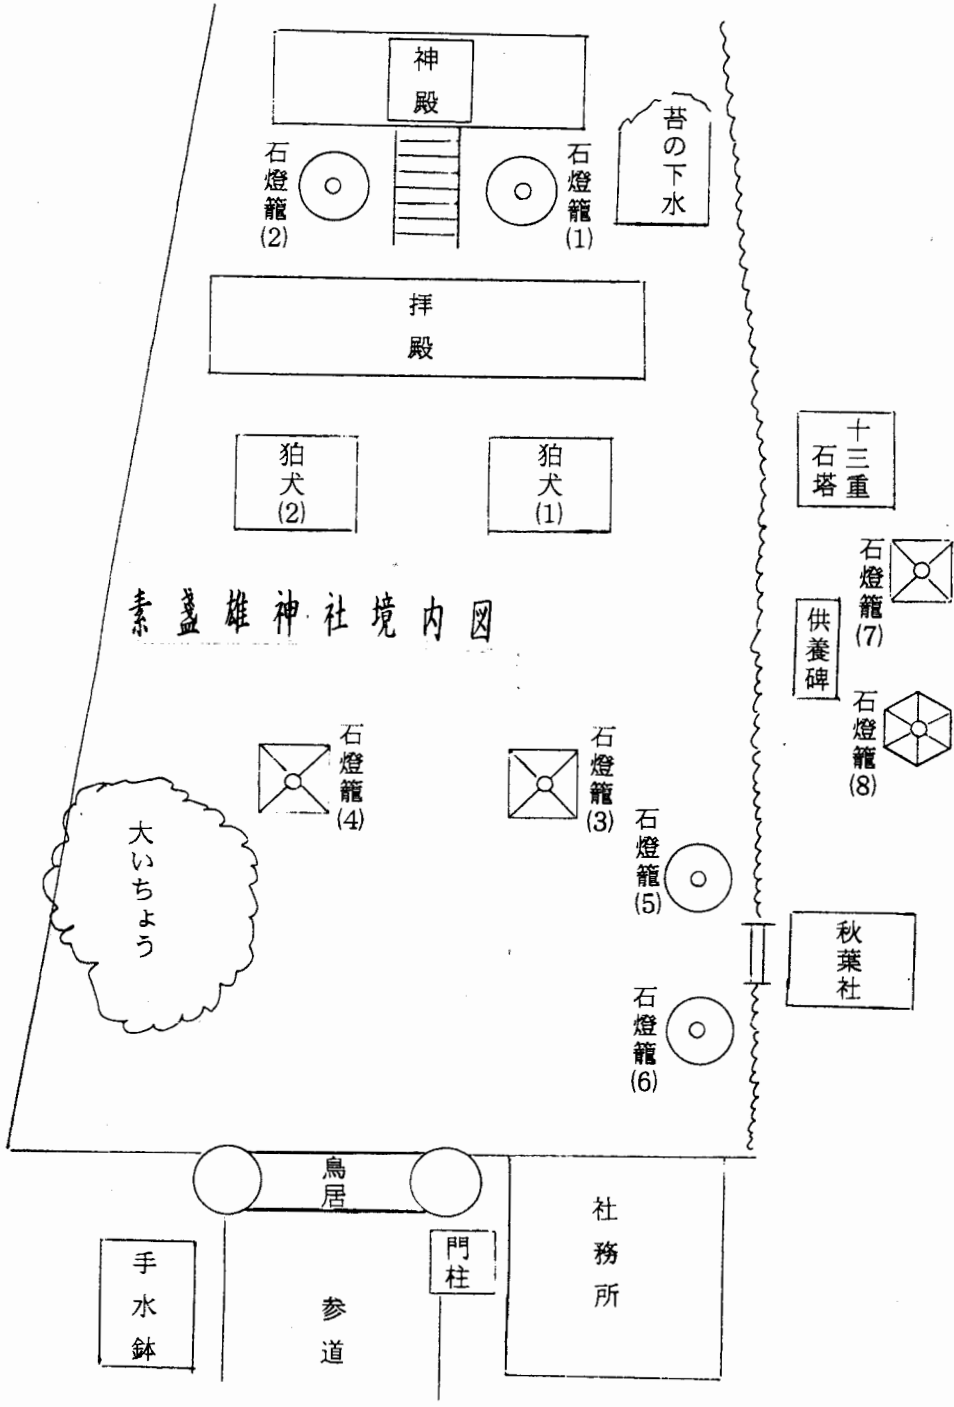 神殿
石燈籠(2)
石燈籠(1)
苔の下水
拝殿
狛犬(2)
狛犬(1)
十三重
石塔
石燈籠(7)
供養碑
素盞雄神社境内図
石燈籠(8)
石燈籠(4)
石燈籠(3)
大いちょう
石燈籠(5)
秋葉社
石燈籠(6)
鳥居
社務所
門柱
手水鉢
参道